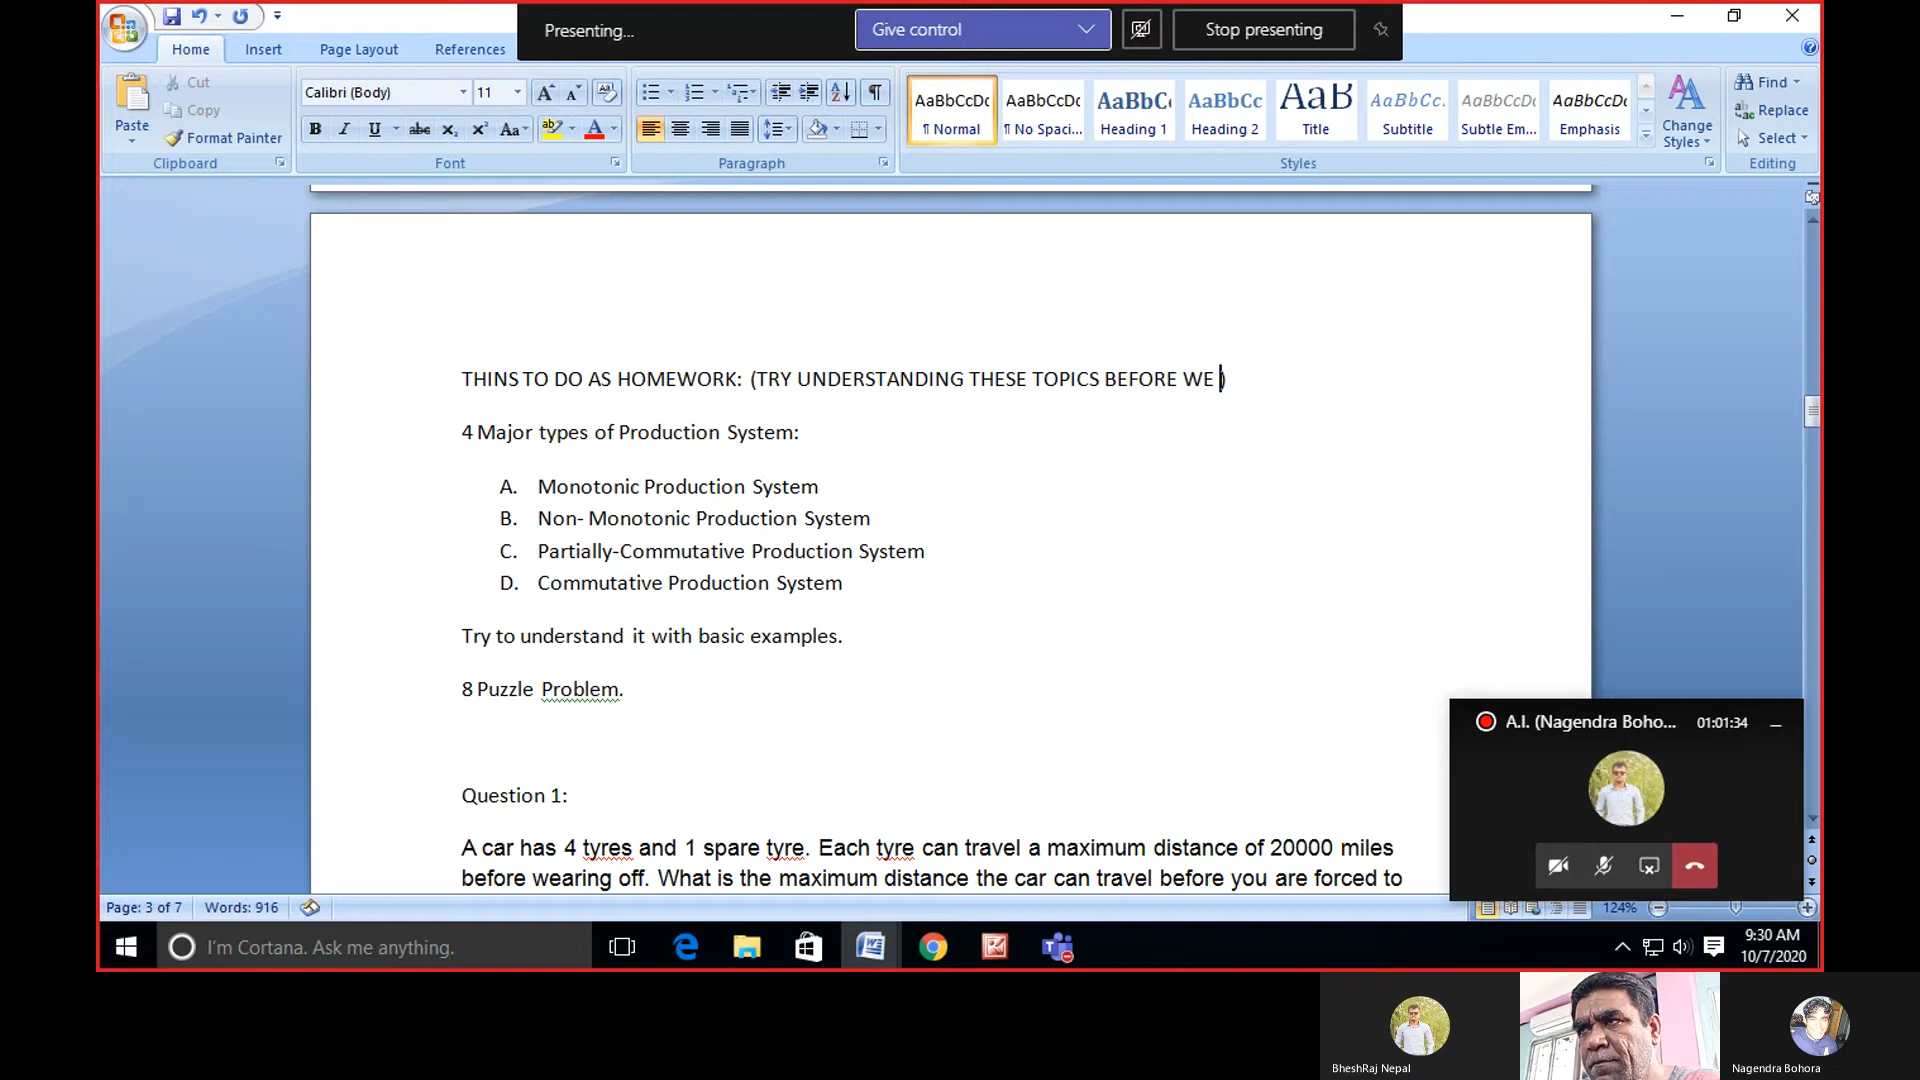 Presenting...
Give control
Stop presenting
Home
Insert
Page Layout
References
Paste
Cut
Copy
Format Painter
Clipboard
Calibri (Body)
11
Font
Paragraph
AaBbCcDc
¶ Normal
AaBbCcDc
¶ No Spaci...
AaBbC
Heading 1
AaBbCc
Heading 2
AaB
Title
AaBbCc.
Subtitle
AaBbCcDc
Subtle Em...
AaBbCcDc
Emphasis
Change
Styles
Styles
Find
Replace
Select
Editing
THINS TO DO AS HOMEWORK: (TRY UNDERSTANDING THESE TOPICS BEFORE WE )
4 Major types of Production System:
A. Monotonic Production System
B. Non- Monotonic Production System
C. Partially-Commutative Production System
D. Commutative Production System
Try to understand it with basic examples.
8 Puzzle Problem.
Question 1:
A car has 4 tyres and 1 spare tyre. Each tyre can travel a maximum distance of 20000 miles
before wearing off. What is the maximum distance the car can travel before you are forced to
A.I. (Nagendra Boho...
01:01:34
Page: 3 of 7
Words: 916
124%
I'm Cortana. Ask me anything.
9:30 AM
10/7/2020
BheshRaj Nepal
Nagendra Bohora